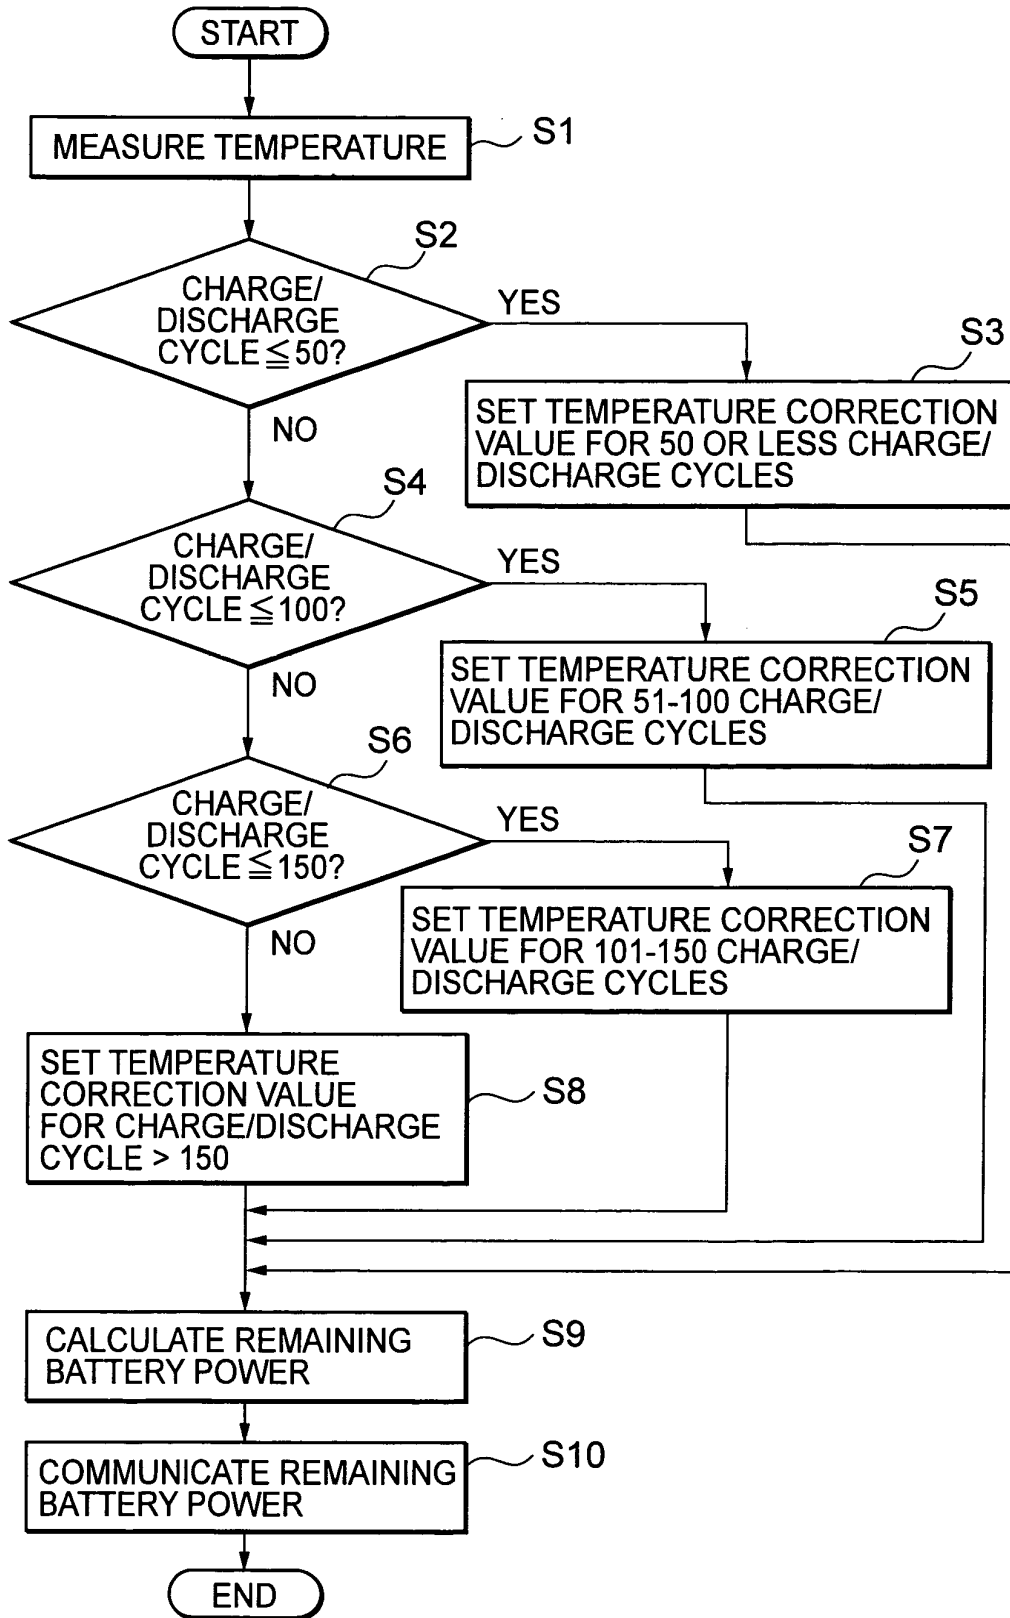 START
MEASURE TEMPERATURE
S1
S2
CHARGE/
DISCHARGE
CYCLE≦50?
YES
NO
S3
SET TEMPERATURE CORRECTION
VALUE FOR 50 OR LESS CHARGE/
DISCHARGE CYCLES
S4
CHARGE/
DISCHARGE
CYCLE≦100?
YES
NO
S5
SET TEMPERATURE CORRECTION
VALUE FOR 51-100 CHARGE/
DISCHARGE CYCLES
S6
CHARGE/
DISCHARGE
CYCLE≦150?
YES
NO
S7
SET TEMPERATURE CORRECTION
VALUE FOR 101-150 CHARGE/
DISCHARGE CYCLES
SET TEMPERATURE
CORRECTION VALUE
FOR CHARGE/DISCHARGE
CYCLE > 150
S8
CALCULATE REMAINING
BATTERY POWER
S9
COMMUNICATE REMAINING
BATTERY POWER
S10
END